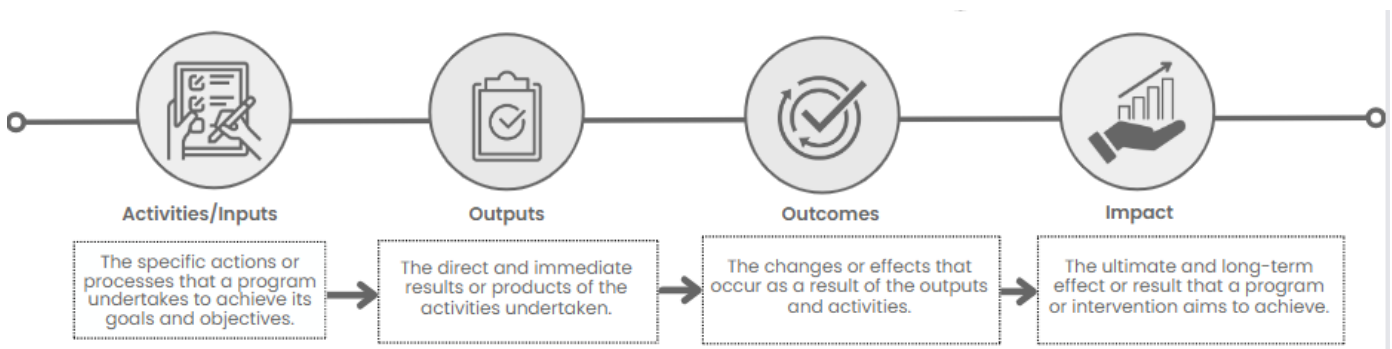 Activities/Inputs
Outputs
Outcomes
Impact
The specific actions or
processes that a program
undertakes to achieve its
goals and objectives.
The direct and immediate
results or products of the
activities undertaken.
The changes or effects that
occur as a result of the outputs
and activities.
The ultimate and long-term
effect or result that a program
or intervention aims to achieve.